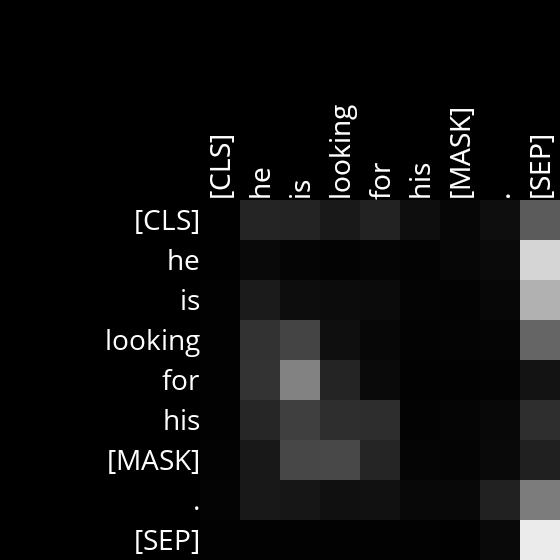 [CLS] he is looking for his [MASK] . [SEP]
[CLS]
he
is
looking
for
his
[MASK]
.
[SEP]